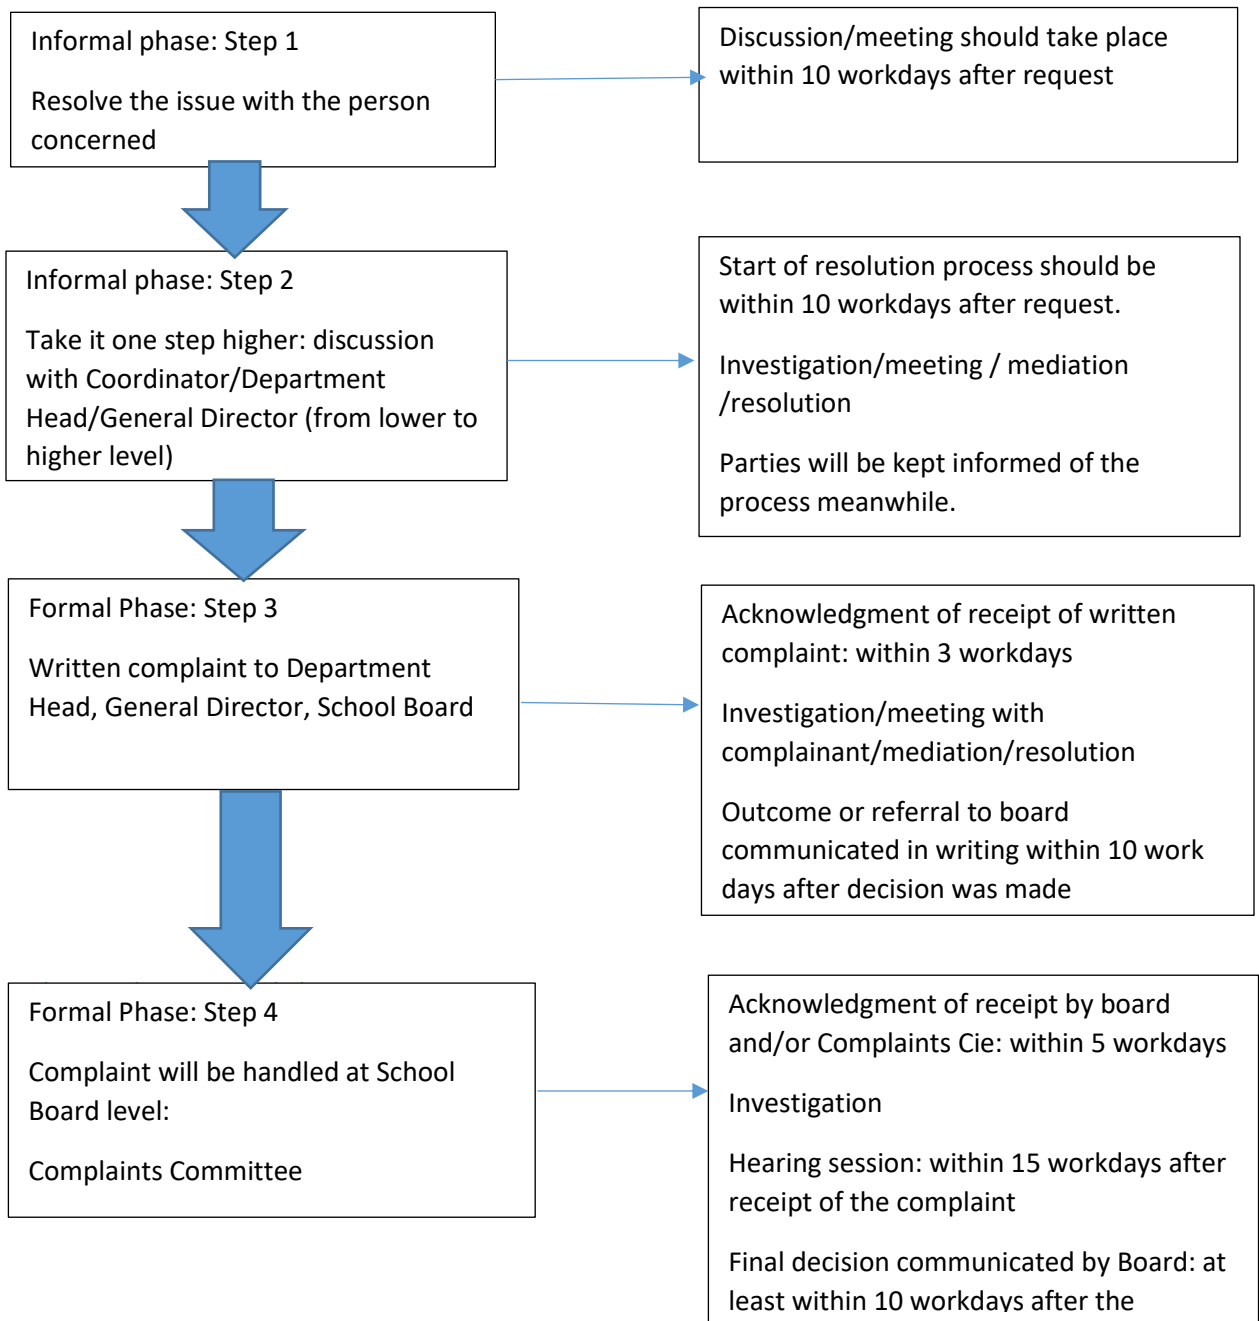 Informal phase: Step 1
Resolve the issue with the person
concerned
Discussion/meeting should take place
within 10 workdays after request
Informal phase: Step 2
Take it one step higher: discussion
with Coordinator/Department
Head/General Director (from lower to
higher level)
Start of resolution process should be
within 10 workdays after request.
Investigation/meeting / mediation
/resolution
Parties will be kept informed of the
process meanwhile.
Formal Phase: Step 3
Written complaint to Department
Head, General Director, School Board
Acknowledgment of receipt of written
complaint: within 3 workdays
Investigation/meeting with
complainant/mediation/resolution
Outcome or referral to board
communicated in writing within 10 work
days after decision was made
Formal Phase: Step 4
Complaint will be handled at School
Board level:
Complaints Committee
Acknowledgment of receipt by board
and/or Complaints Cie: within 5 workdays
Investigation
Hearing session: within 15 workdays after
receipt of the complaint
Final decision communicated by Board: at
least within 10 workdays after the